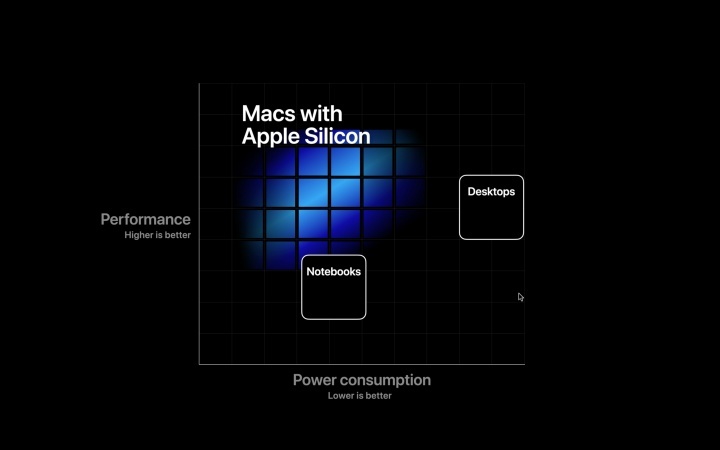 Macs with
Apple Silicon
Desktops
Performance
Higher is better
Notebooks
Power consumption
Lower is better